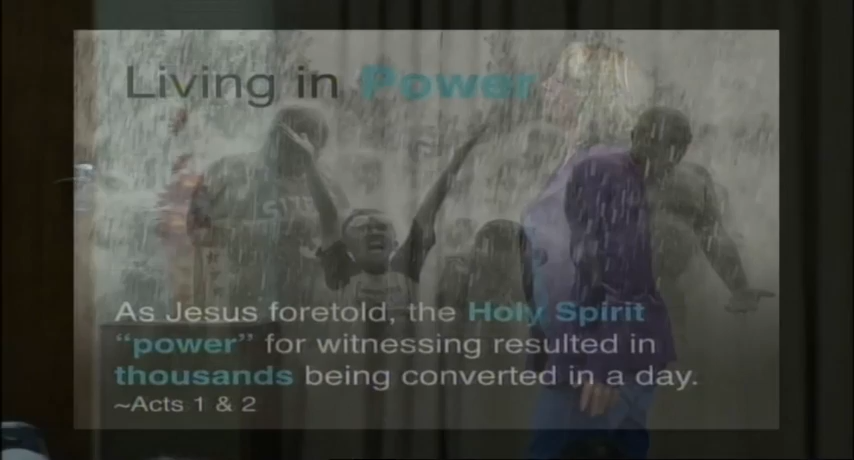 Living in Power
As Jesus foretold, the Holy Spirit
“power” for witnessing resulted in
thousands being converted in a day.
~Acts 1 & 2